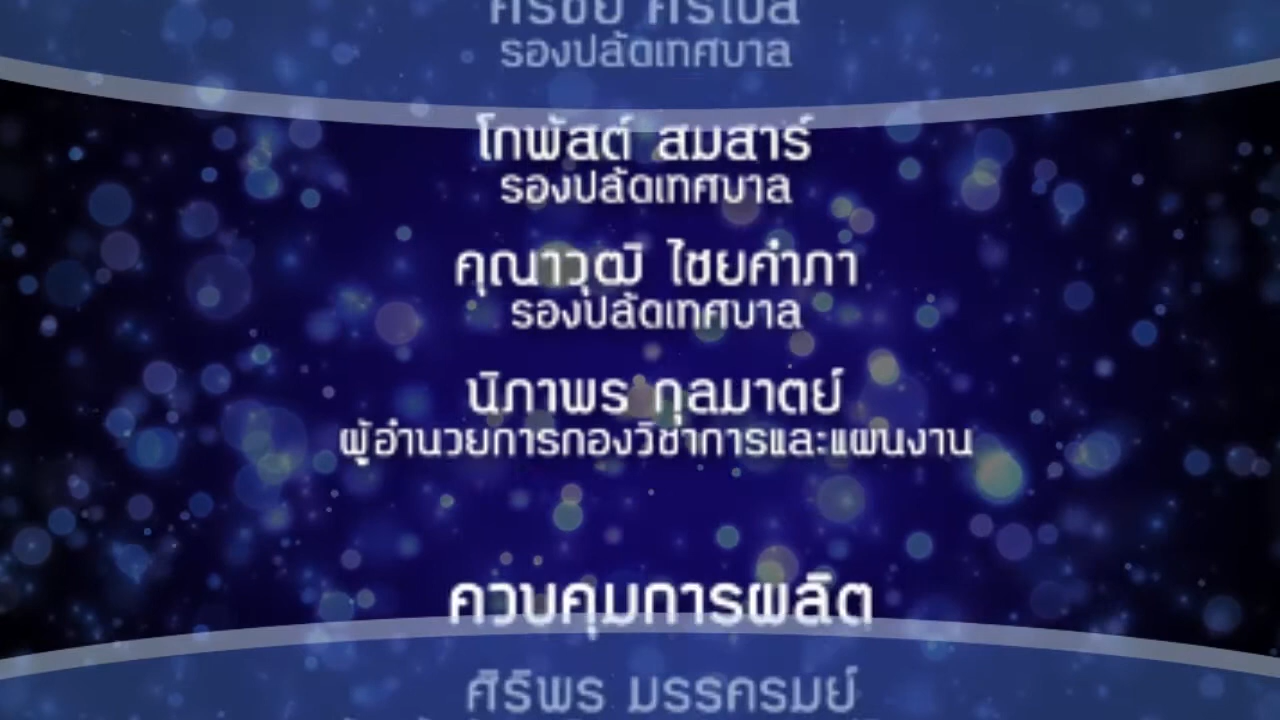 รองปลัดเทศบาล
โกพัสต์ สมสาร์
รองปลัดเทศบาล
คุณาวุฒิ ไชยคำภา
รองปลัดเทศบาล
นิภาพร กุลมาตย์
ผู้อำนวยการกองวิชาการและแผนงาน
ควบคุมการผลิต
ศิริพร มรรครมย์